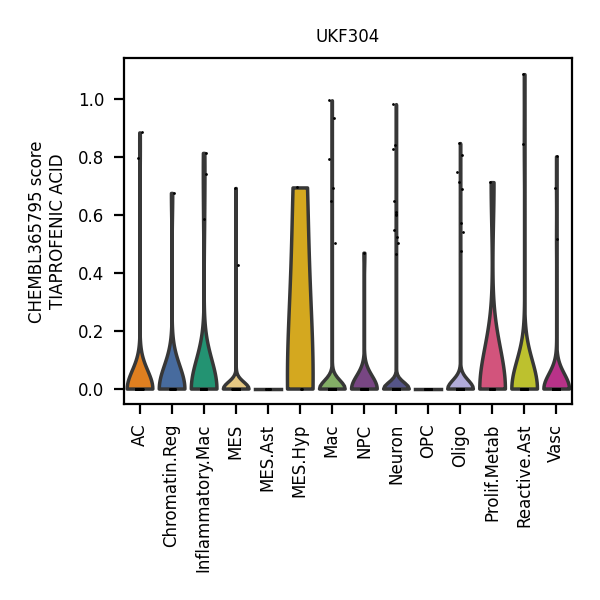 UKF304
CHEMBL365795 score
TIAPROFENIC ACID
1.0
0.8
0.6
0.4
0.2
0.0
AC
Chromatin.Reg
Inflammatory.Mac
MES
MES.Ast
MES.Hyp
Mac
NPC
Neuron
OPC
Oligo
Prolif.Metab
Reactive.Ast
Vasc